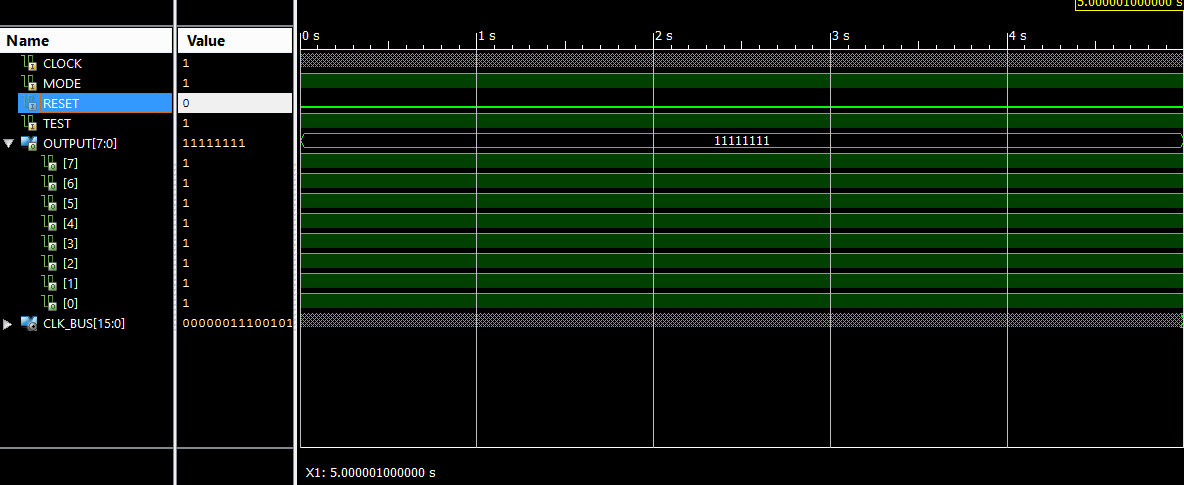 5.000001000000 s
Name Value 0 s 1 s 2 s 3 s 4 s
CLOCK 1
MODE 1
RESET 0
TEST 1
OUTPUT[7:0] 11111111 11111111
[7] 1
[6] 1
[5] 1
[4] 1
[3] 1
[2] 1
[1] 1
[0] 1
CLK_BUS[15:0] 00000011100101
X1: 5.000001000000 s